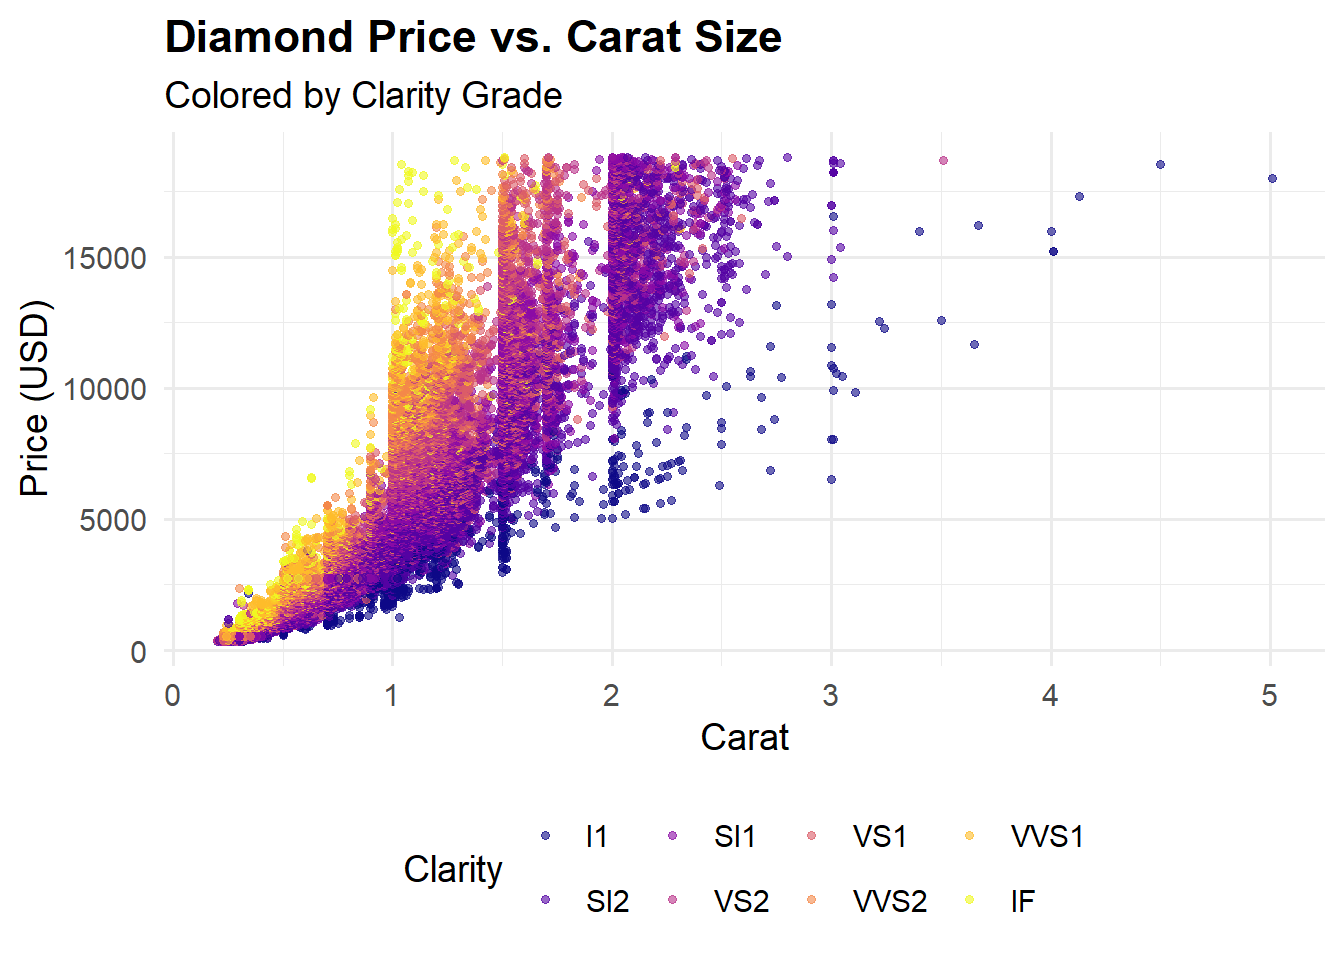 Diamond Price vs. Carat Size
Colored by Clarity Grade
Price (USD)
15000
10000
5000
0
0 1 2 3 4 5
Carat
Clarity
I1 SI1 VS1 VVS1
SI2 VS2 VVS2 IF